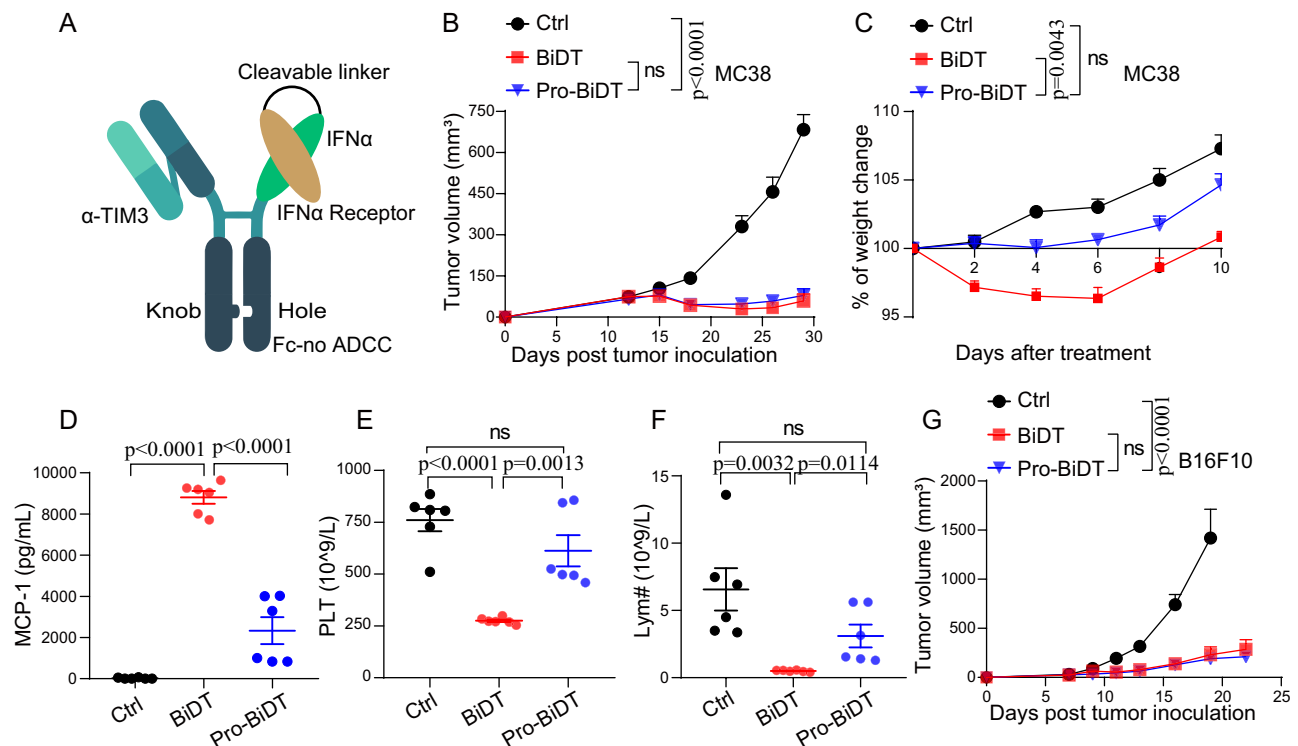 A
Cleavable linker
IFNα
α-TIM3
IFNα Receptor
Knob
Hole
Fc-no ADCC
B
Ctrl
BiDT
Pro-BiDT
ns
p<0.0001
MC38
Tumor volume (mm³)
750
600
450
300
150
0
0 5 10 15 20 25 30
Days post tumor inoculation
C
Ctrl
BiDT
Pro-BiDT
p=0.0043
ns
MC38
% of weight change
110
105
100
95
2 4 6 8 10
Days after treatment
D
p<0.0001 p<0.0001
MCP-1 (pg/mL)
10000
8000
6000
4000
2000
0
Ctrl
BiDT
Pro-BiDT
E
ns
p<0.0001 p=0.0013
PLT (10^9/L)
1000
750
500
250
0
Ctrl
BiDT
Pro-BiDT
F
ns
p=0.0032 p=0.0114
Lym# (10^9/L)
15
10
5
0
Ctrl
BiDT
Pro-BiDT
G
Ctrl
BiDT
Pro-BiDT
ns
p<0.0001
B16F10
Tumor volume (mm³)
2000
1500
1000
500
0
0 5 10 15 20 25
Days post tumor inoculation